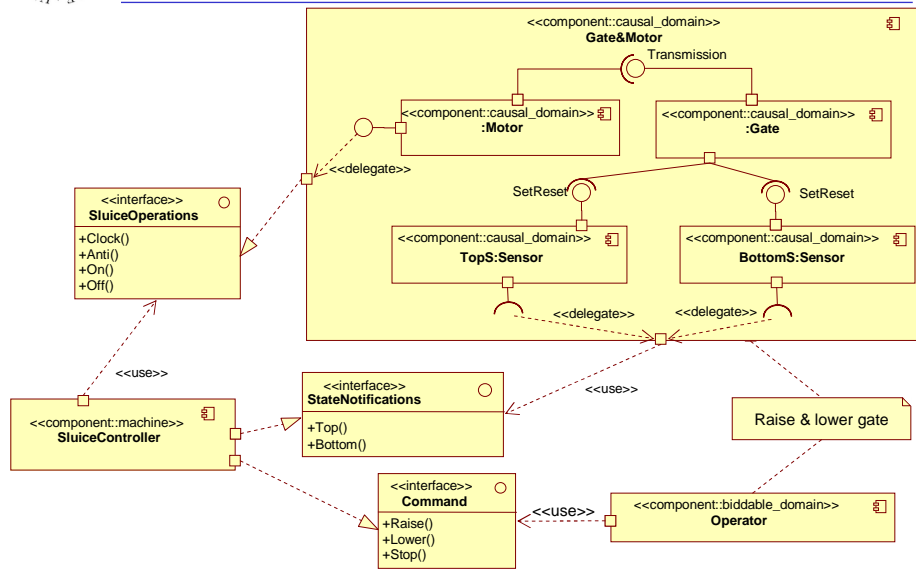 <<component::causal_domain>>
Gate&Motor
Transmission
<<component::causal_domain>>
:Motor
<<component::causal_domain>>
:Gate
<<delegate>>
SetReset
SetReset
<<interface>>
SluiceOperations
+Clock()
+Anti()
+On()
+Off()
<<component::causal_domain>>
TopS:Sensor
<<component::causal_domain>>
BottomS:Sensor
<<delegate>>
<<delegate>>
<<use>>
<<use>>
<<interface>>
StateNotifications
+Top()
+Bottom()
<<component::machine>>
SluiceController
Raise & lower gate
<<interface>>
Command
+Raise()
+Lower()
+Stop()
<<use>>
<<component::biddable_domain>>
Operator